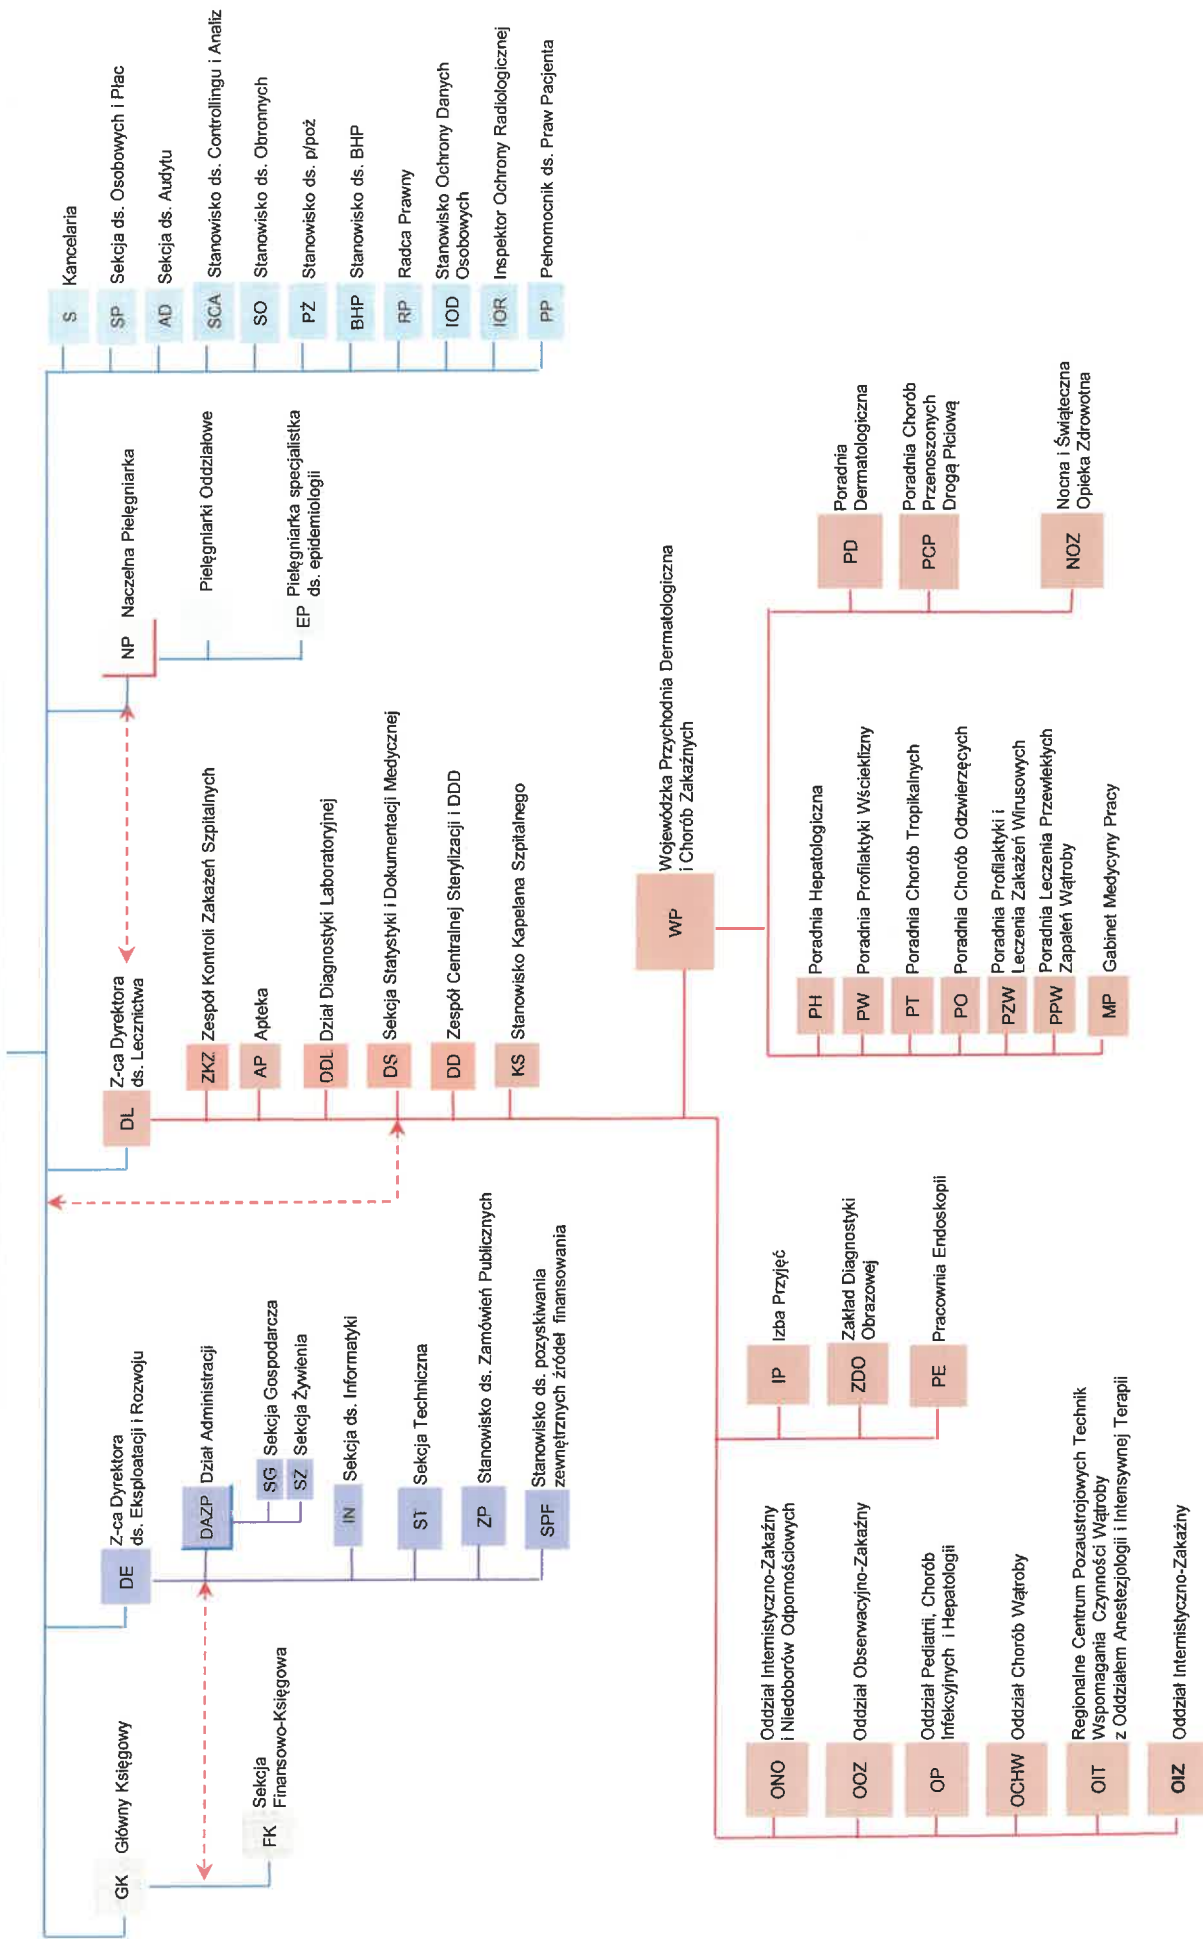 GK
Główny Księgowy
FK
Sekcja
Finansowo-Księgowa
DE
Z-ca Dyrektora
ds. Eksploatacji i Rozwoju
DAZP
Dział Administracji
SG
Sekcja Gospodarcza
SŻ
Sekcja Żywienia
IN
Sekcja ds. Informatyki
ST
Sekcja Techniczna
ZP
Stanowisko ds. Zamówień Publicznych
SPF
Stanowisko ds. pozyskiwania
zewnętrznych źródeł finansowania
DL
Z-ca Dyrektora
ds. Lecznictwa
ZKZ
Zespół Kontroli Zakażeń Szpitalnych
AP
Apteka
DDL
Dział Diagnostyki Laboratoryjnej
DS
Sekcja Statystyki i Dokumentacji Medycznej
DD
Zespół Centralnej Sterylizacji i DDD
KS
Stanowisko Kapelana Szpitalnego
NP
Naczelna Pielęgniarka
Pielęgniarki Oddziałowe
EP
Pielęgniarka specjalistka
ds. epidemiologii
S
Kancelaria
SP
Sekcja ds. Osobowych i Płac
AD
Sekcja ds. Audytu
SCA
Stanowisko ds. Controllingu i Analiz
SO
Stanowisko ds. Obronnych
PŻ
Stanowisko ds. p/poż
BHP
Stanowisko ds. BHP
RP
Radca Prawny
IOD
Stanowisko Ochrony Danych
Osobowych
IOR
Inspektor Ochrony Radiologicznej
PP
Pełnomocnik ds. Praw Pacjenta
WP
Wojewódzka Przychodnia Dermatologiczna
i Chorób Zakaźnych
ONO
Oddział Internistyczno-Zakaźny
i Niedoborów Odpornościowych
OOZ
Oddział Obserwacyjno-Zakaźny
OP
Oddział Pediatrii, Chorób
Infekcyjnych i Hepatologii
OCHW
Oddział Chorób Wątroby
OIT
Regionalne Centrum Pozaustrojowych Technik
Wspomagania Czynności Wątroby
z Oddziałem Anestezjologii i Intensywnej Terapii
OIZ
Oddział Internistyczno-Zakaźny
IP
Izba Przyjęć
ZDO
Zakład Diagnostyki
Obrazowej
PE
Pracownia Endoskopii
PH
Poradnia Hepatologiczna
PW
Poradnia Profilaktyki Wścieklizny
PT
Poradnia Chorób Tropikalnych
PO
Poradnia Chorób Odzwierzęcych
PZW
Poradnia Profilaktyki i
Leczenia Zakażeń Wirusowych
PPW
Poradnia Leczenia Przewlekłych
Zapaleń Wątroby
MP
Gabinet Medycyny Pracy
PD
Poradnia
Dermatologiczna
PCP
Poradnia Chorób
Przenoszonych
Drogą Płciową
NOZ
Nocna i Świąteczna
Opieka Zdrowotna